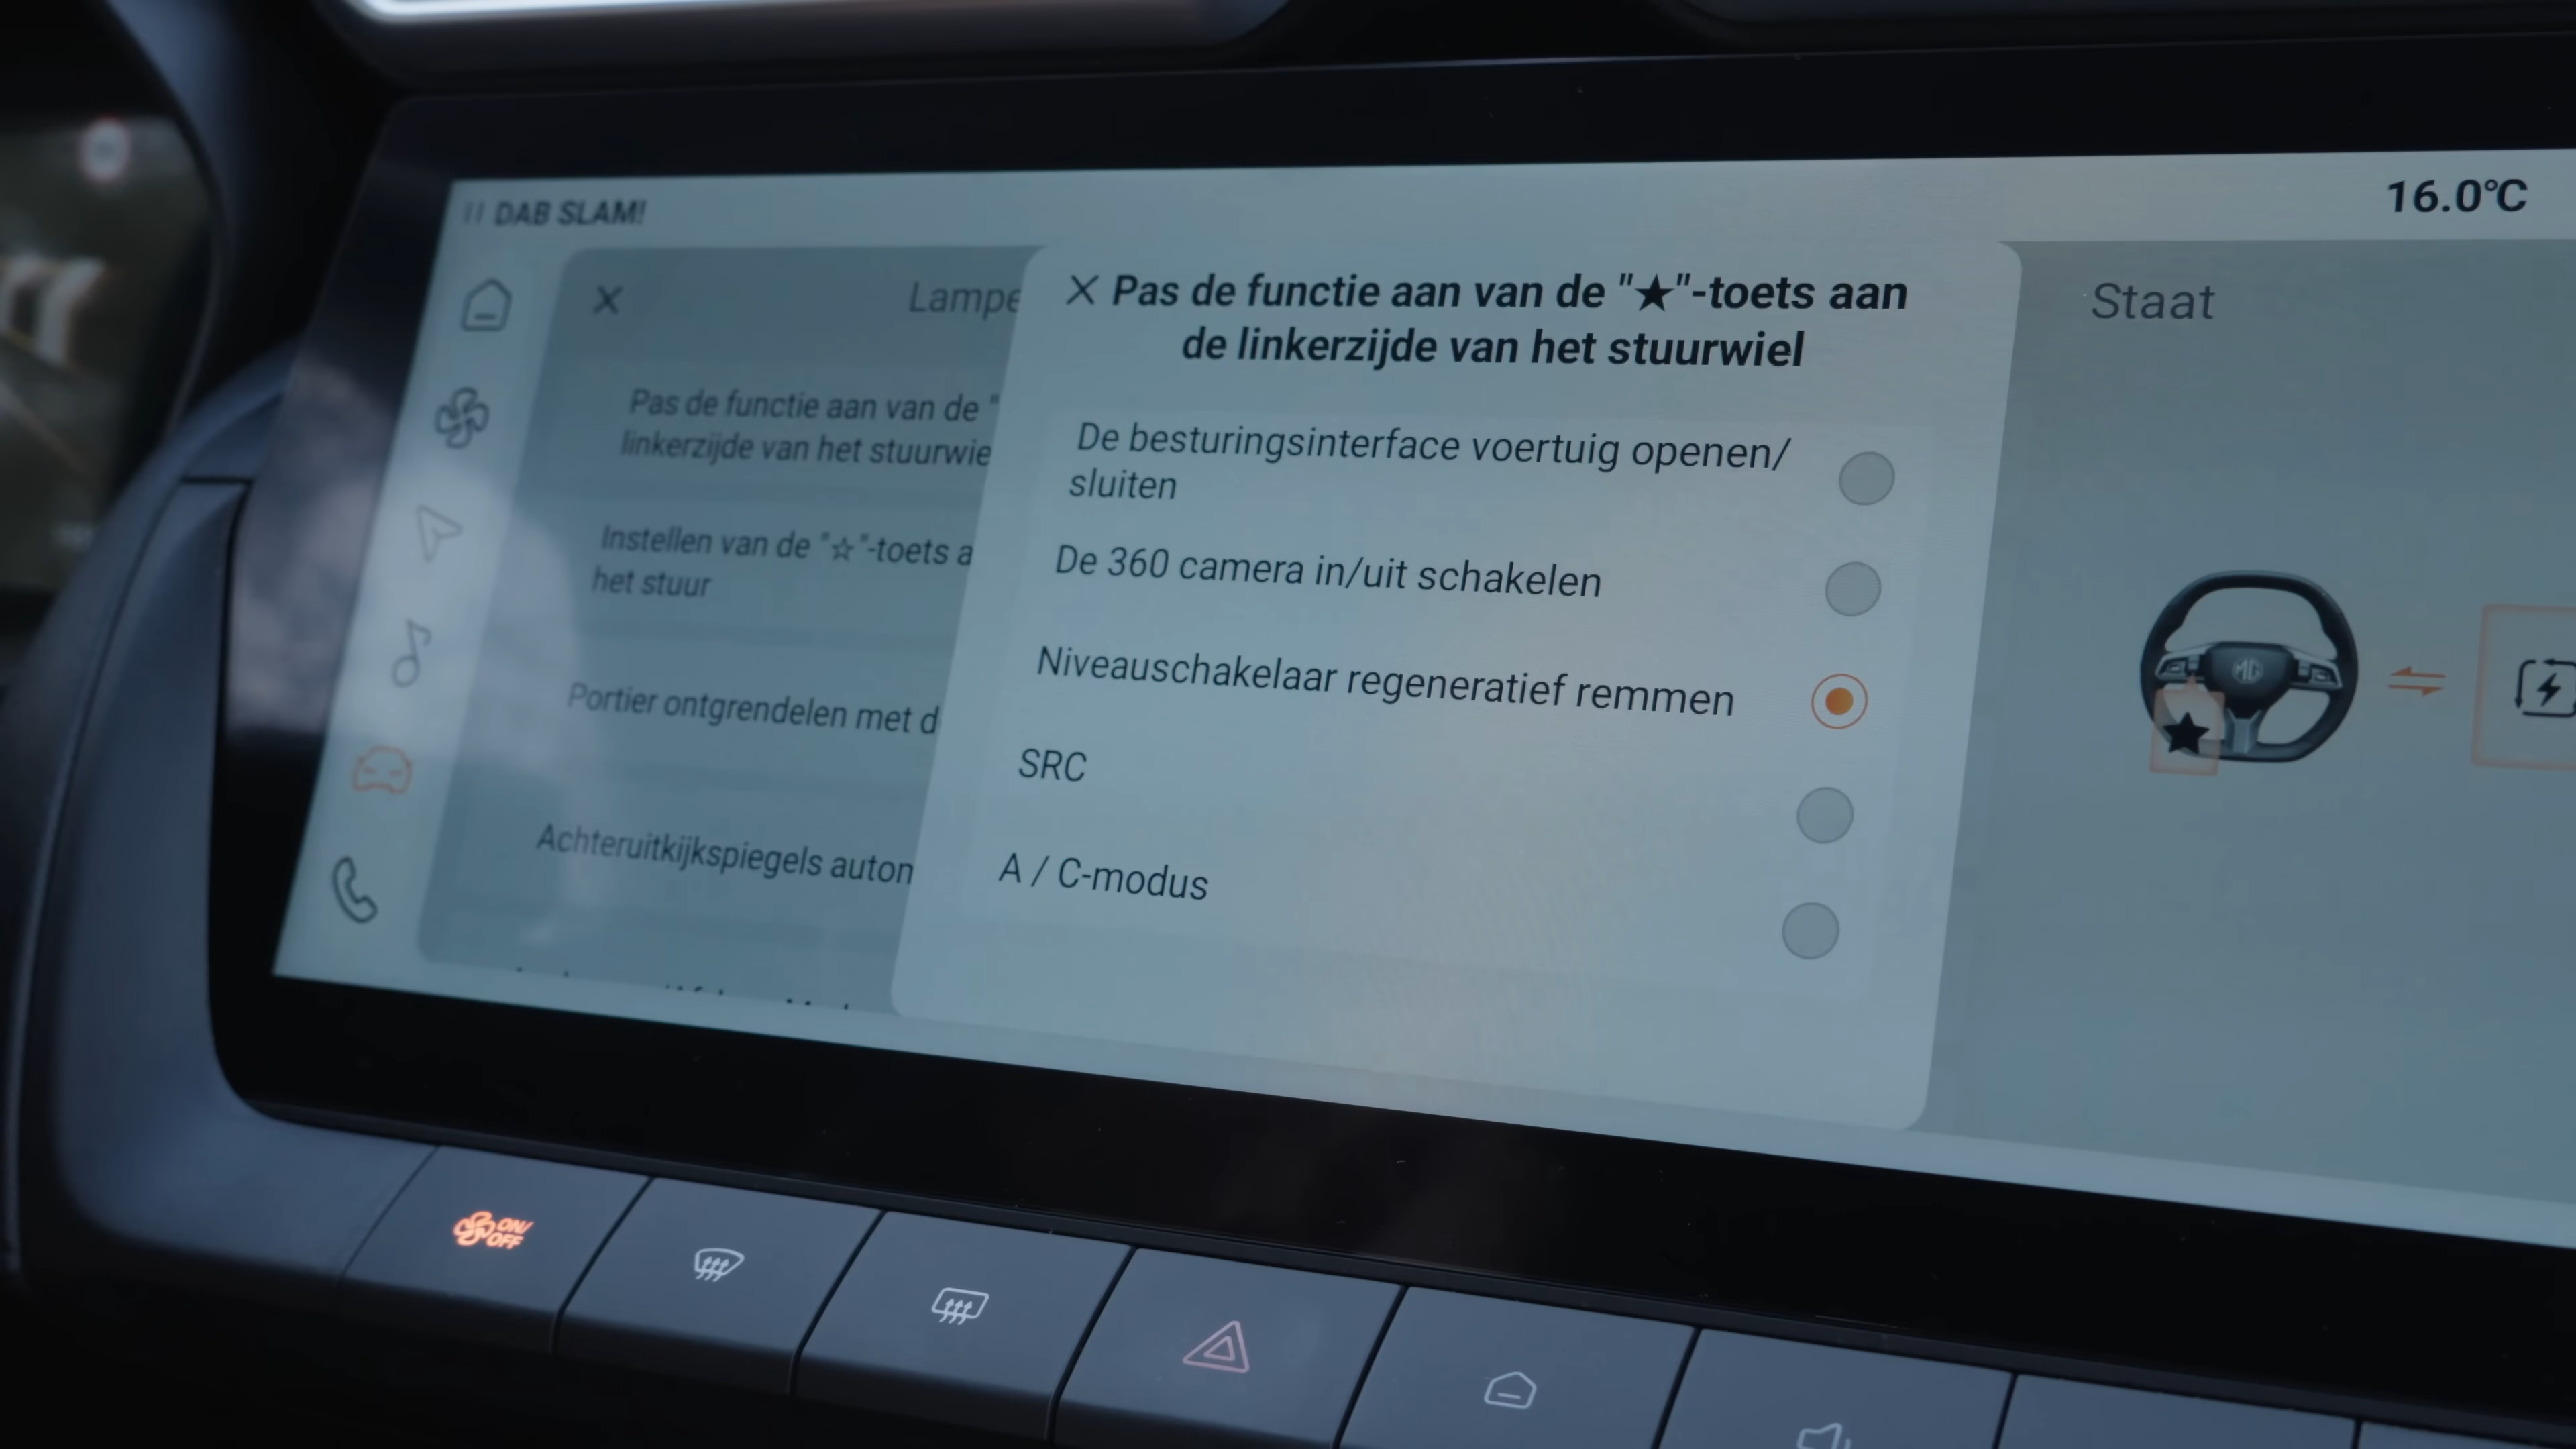 DAB SLAM!
16.0°C
Lampe
Pas de functie aan van de "
linkerzijde van het stuurwie
Instellen van de "☆"-toets a
het stuur
Portier ontgrendelen met d
Achteruitkijkspiegels auton
Pas de functie aan van de "★"-toets aan
de linkerzijde van het stuurwiel
De besturingsinterface voertuig openen/
sluiten
De 360 camera in/uit schakelen
Niveauschakelaar regeneratief remmen
SRC
A / C-modus
Staat
MG
ON/
OFF